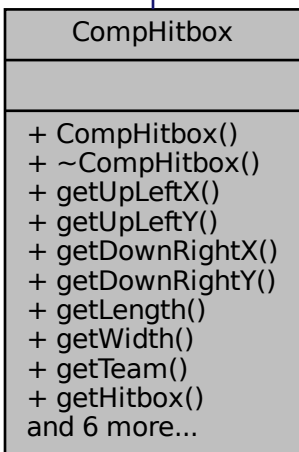 CompHitbox
+ CompHitbox()
+ ~CompHitbox()
+ getUpLeftX()
+ getUpLeftY()
+ getDownRightX()
+ getDownRightY()
+ getLength()
+ getWidth()
+ getTeam()
+ getHitbox()
and 6 more...